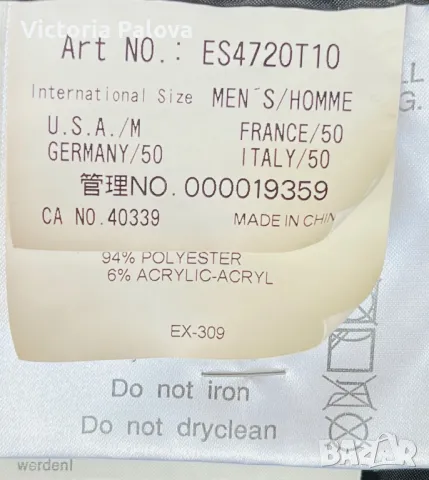 Victoria Palova
Art NO.: ES4720T10
International Size MEN'S/HOMME
U.S.A./M FRANCE/50
GERMANY/50 ITALY/50
管理NO. 000019359
CA NO. 40339 MADE IN CHIN
94% POLYESTER
6% ACRYLIC-ACRYL
EX-309
Do not iron
Do not dryclean
BAZAR